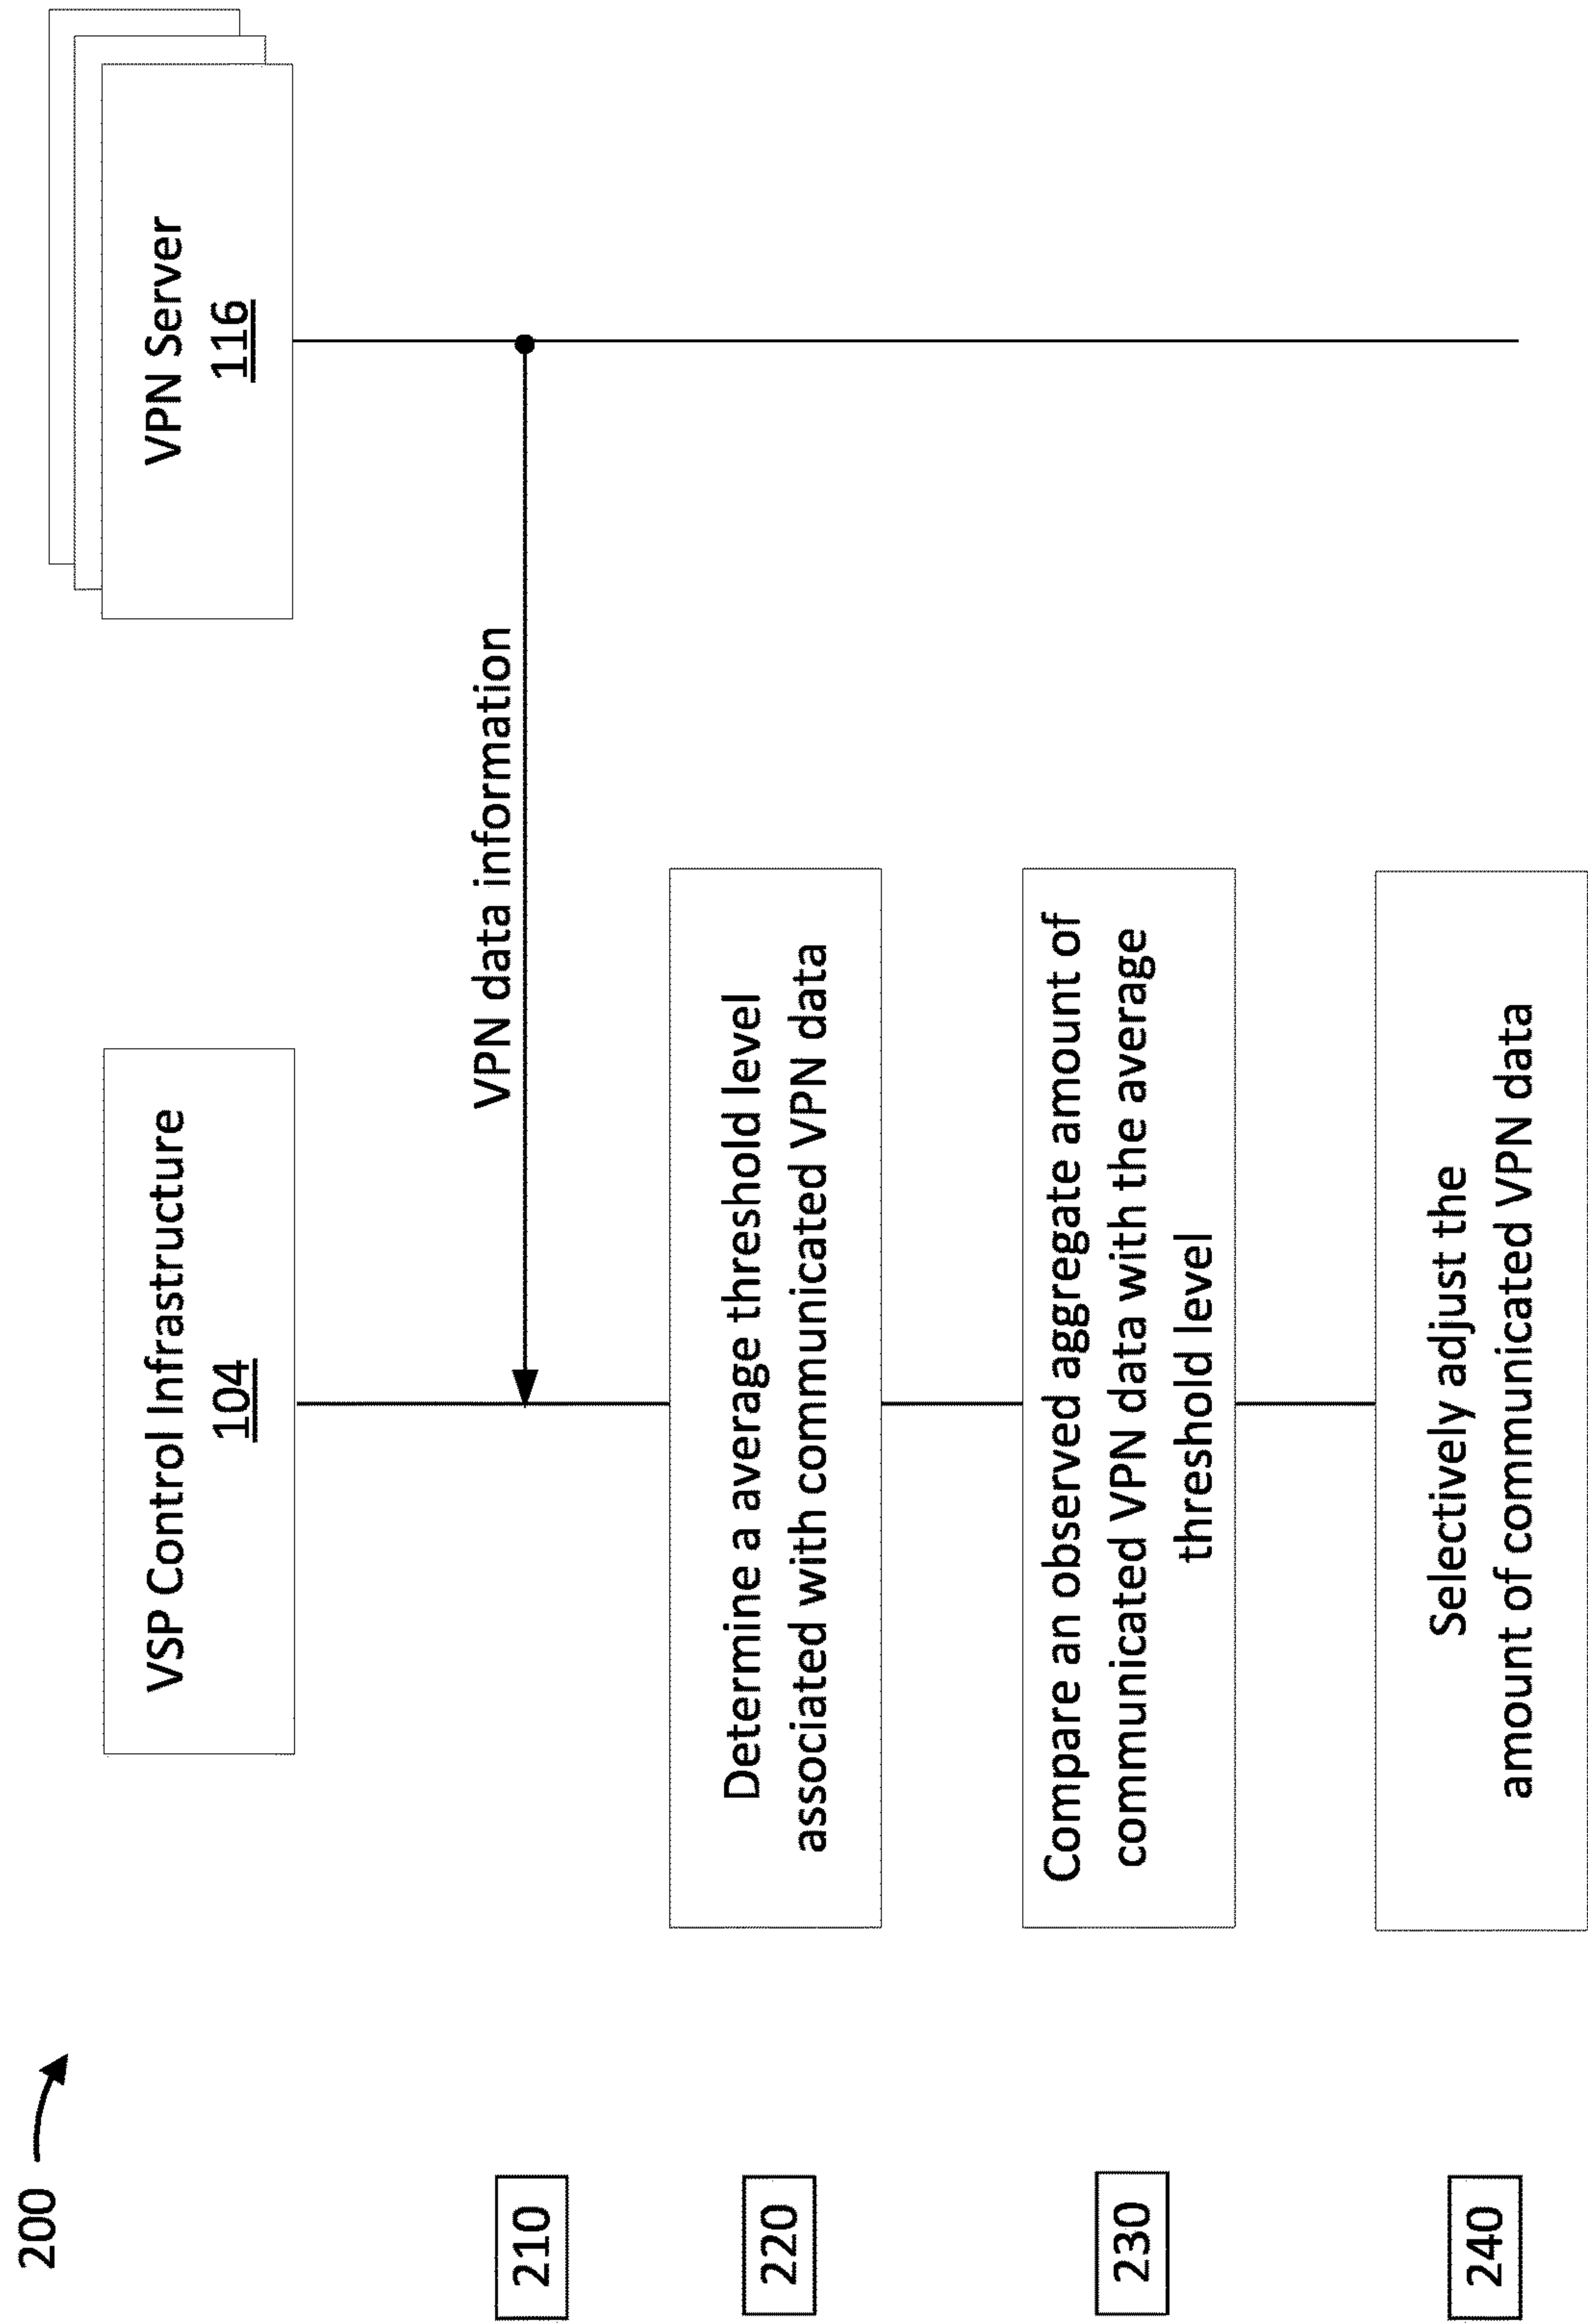 200
VSP Control Infrastructure
104
VPN Server
116
210
VPN data information
220
Determine a average threshold level
associated with communicated VPN data
230
Compare an observed aggregate amount of
communicated VPN data with the average
threshold level
240
Selectively adjust the
amount of communicated VPN data